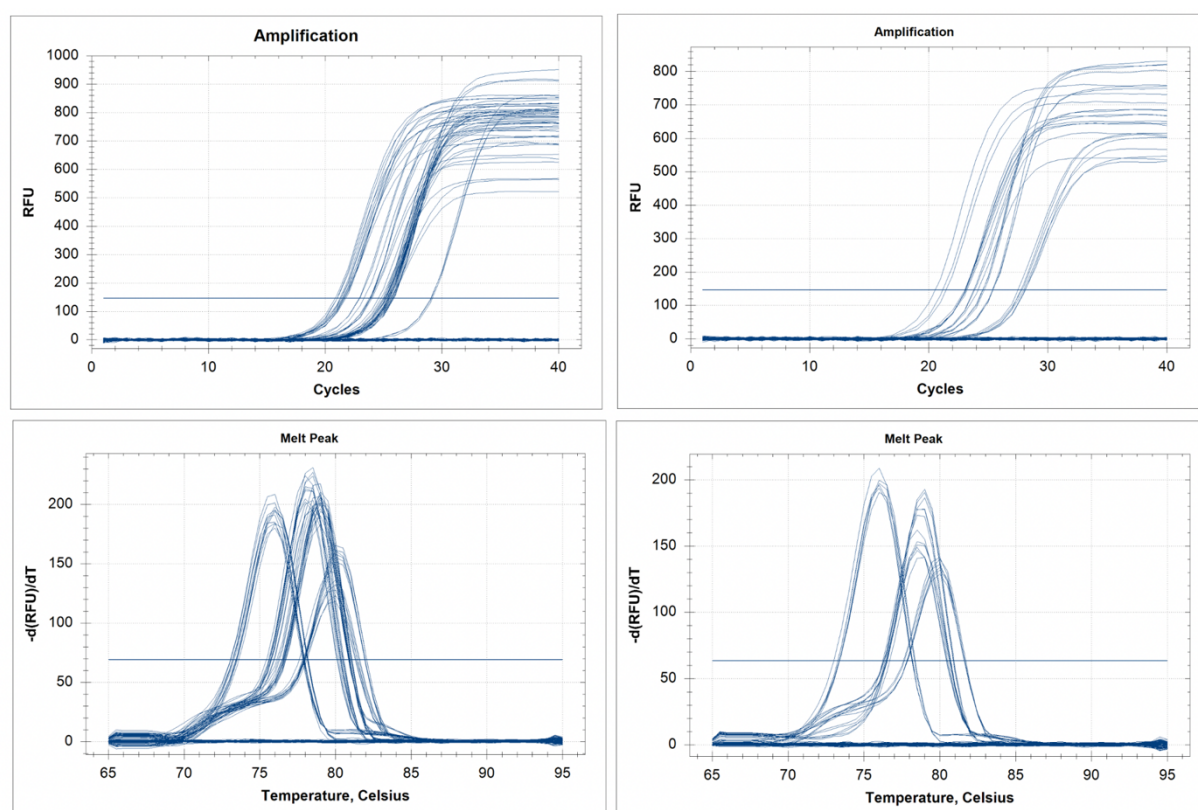 Amplification
1000
900
800
700
600
500
400
300
200
100
0
RFU
0 10 20 30 40
Cycles
Amplification
800
700
600
500
400
300
200
100
0
RFU
0 10 20 30 40
Cycles
Melt Peak
200
150
100
50
0
-d(RFU)/dT
65 70 75 80 85 90 95
Temperature, Celsius
Melt Peak
200
150
100
50
0
-d(RFU)/dT
65 70 75 80 85 90 95
Temperature, Celsius